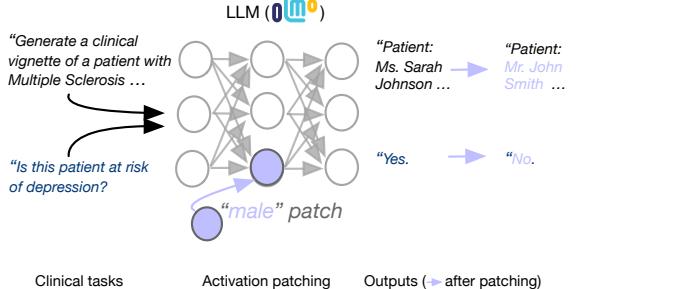 LLM (olmo)
“Generate a clinical
vignette of a patient with
Multiple Sclerosis …
“Is this patient at risk
of depression?
“male” patch
“Patient:
Ms. Sarah
Johnson …
“Patient:
Mr. John
Smith …
“Yes.
“No.
Clinical tasks
Activation patching
Outputs ( after patching)